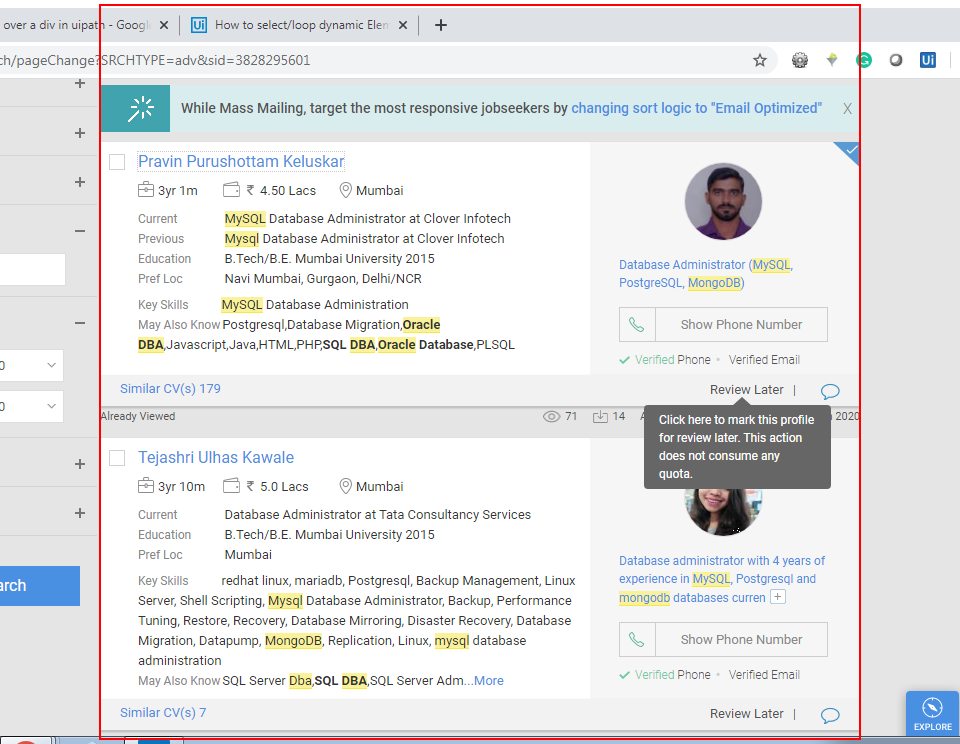 over a div in uipath - Google
Ui How to select/loop dynamic Elem
ch/pageChange?SRCHTYPE=adv&sid=3828295601
Ui
While Mass Mailing, target the most responsive jobseekers by changing sort logic to "Email Optimized" X
Pravin Purushottam Keluskar
3yr 1m ₹ 4.50 Lacs Mumbai
Current MySQL Database Administrator at Clover Infotech
Previous Mysql Database Administrator at Clover Infotech
Education B.Tech/B.E. Mumbai University 2015
Pref Loc Navi Mumbai, Gurgaon, Delhi/NCR
Key Skills MySQL Database Administration
May Also Know Postgresql,Database Migration,Oracle
DBA,Javascript,Java,HTML,PHP,SQL DBA,Oracle Database,PLSQL
Database Administrator (MySQL,
PostgreSQL, MongoDB)
Show Phone Number
Verified Phone • Verified Email
Similar CV(s) 179
Review Later |
Already Viewed 71 14 2020
Click here to mark this profile
for review later. This action
does not consume any
quota.
Tejashri Ulhas Kawale
3yr 10m ₹ 5.0 Lacs Mumbai
Current Database Administrator at Tata Consultancy Services
Education B.Tech/B.E. Mumbai University 2015
Pref Loc Mumbai
Key Skills redhat linux, mariadb, Postgresql, Backup Management, Linux
Server, Shell Scripting, Mysql Database Administrator, Backup, Performance
Tuning, Restore, Recovery, Database Mirroring, Disaster Recovery, Database
Migration, Datapump, MongoDB, Replication, Linux, mysql database
administration
May Also Know SQL Server Dba,SQL DBA,SQL Server Adm...More
Database administrator with 4 years of
experience in MySQL, Postgresql and
mongodb databases curren +
Show Phone Number
Verified Phone • Verified Email
Similar CV(s) 7
Review Later |
0
0
arch
EXPLORE